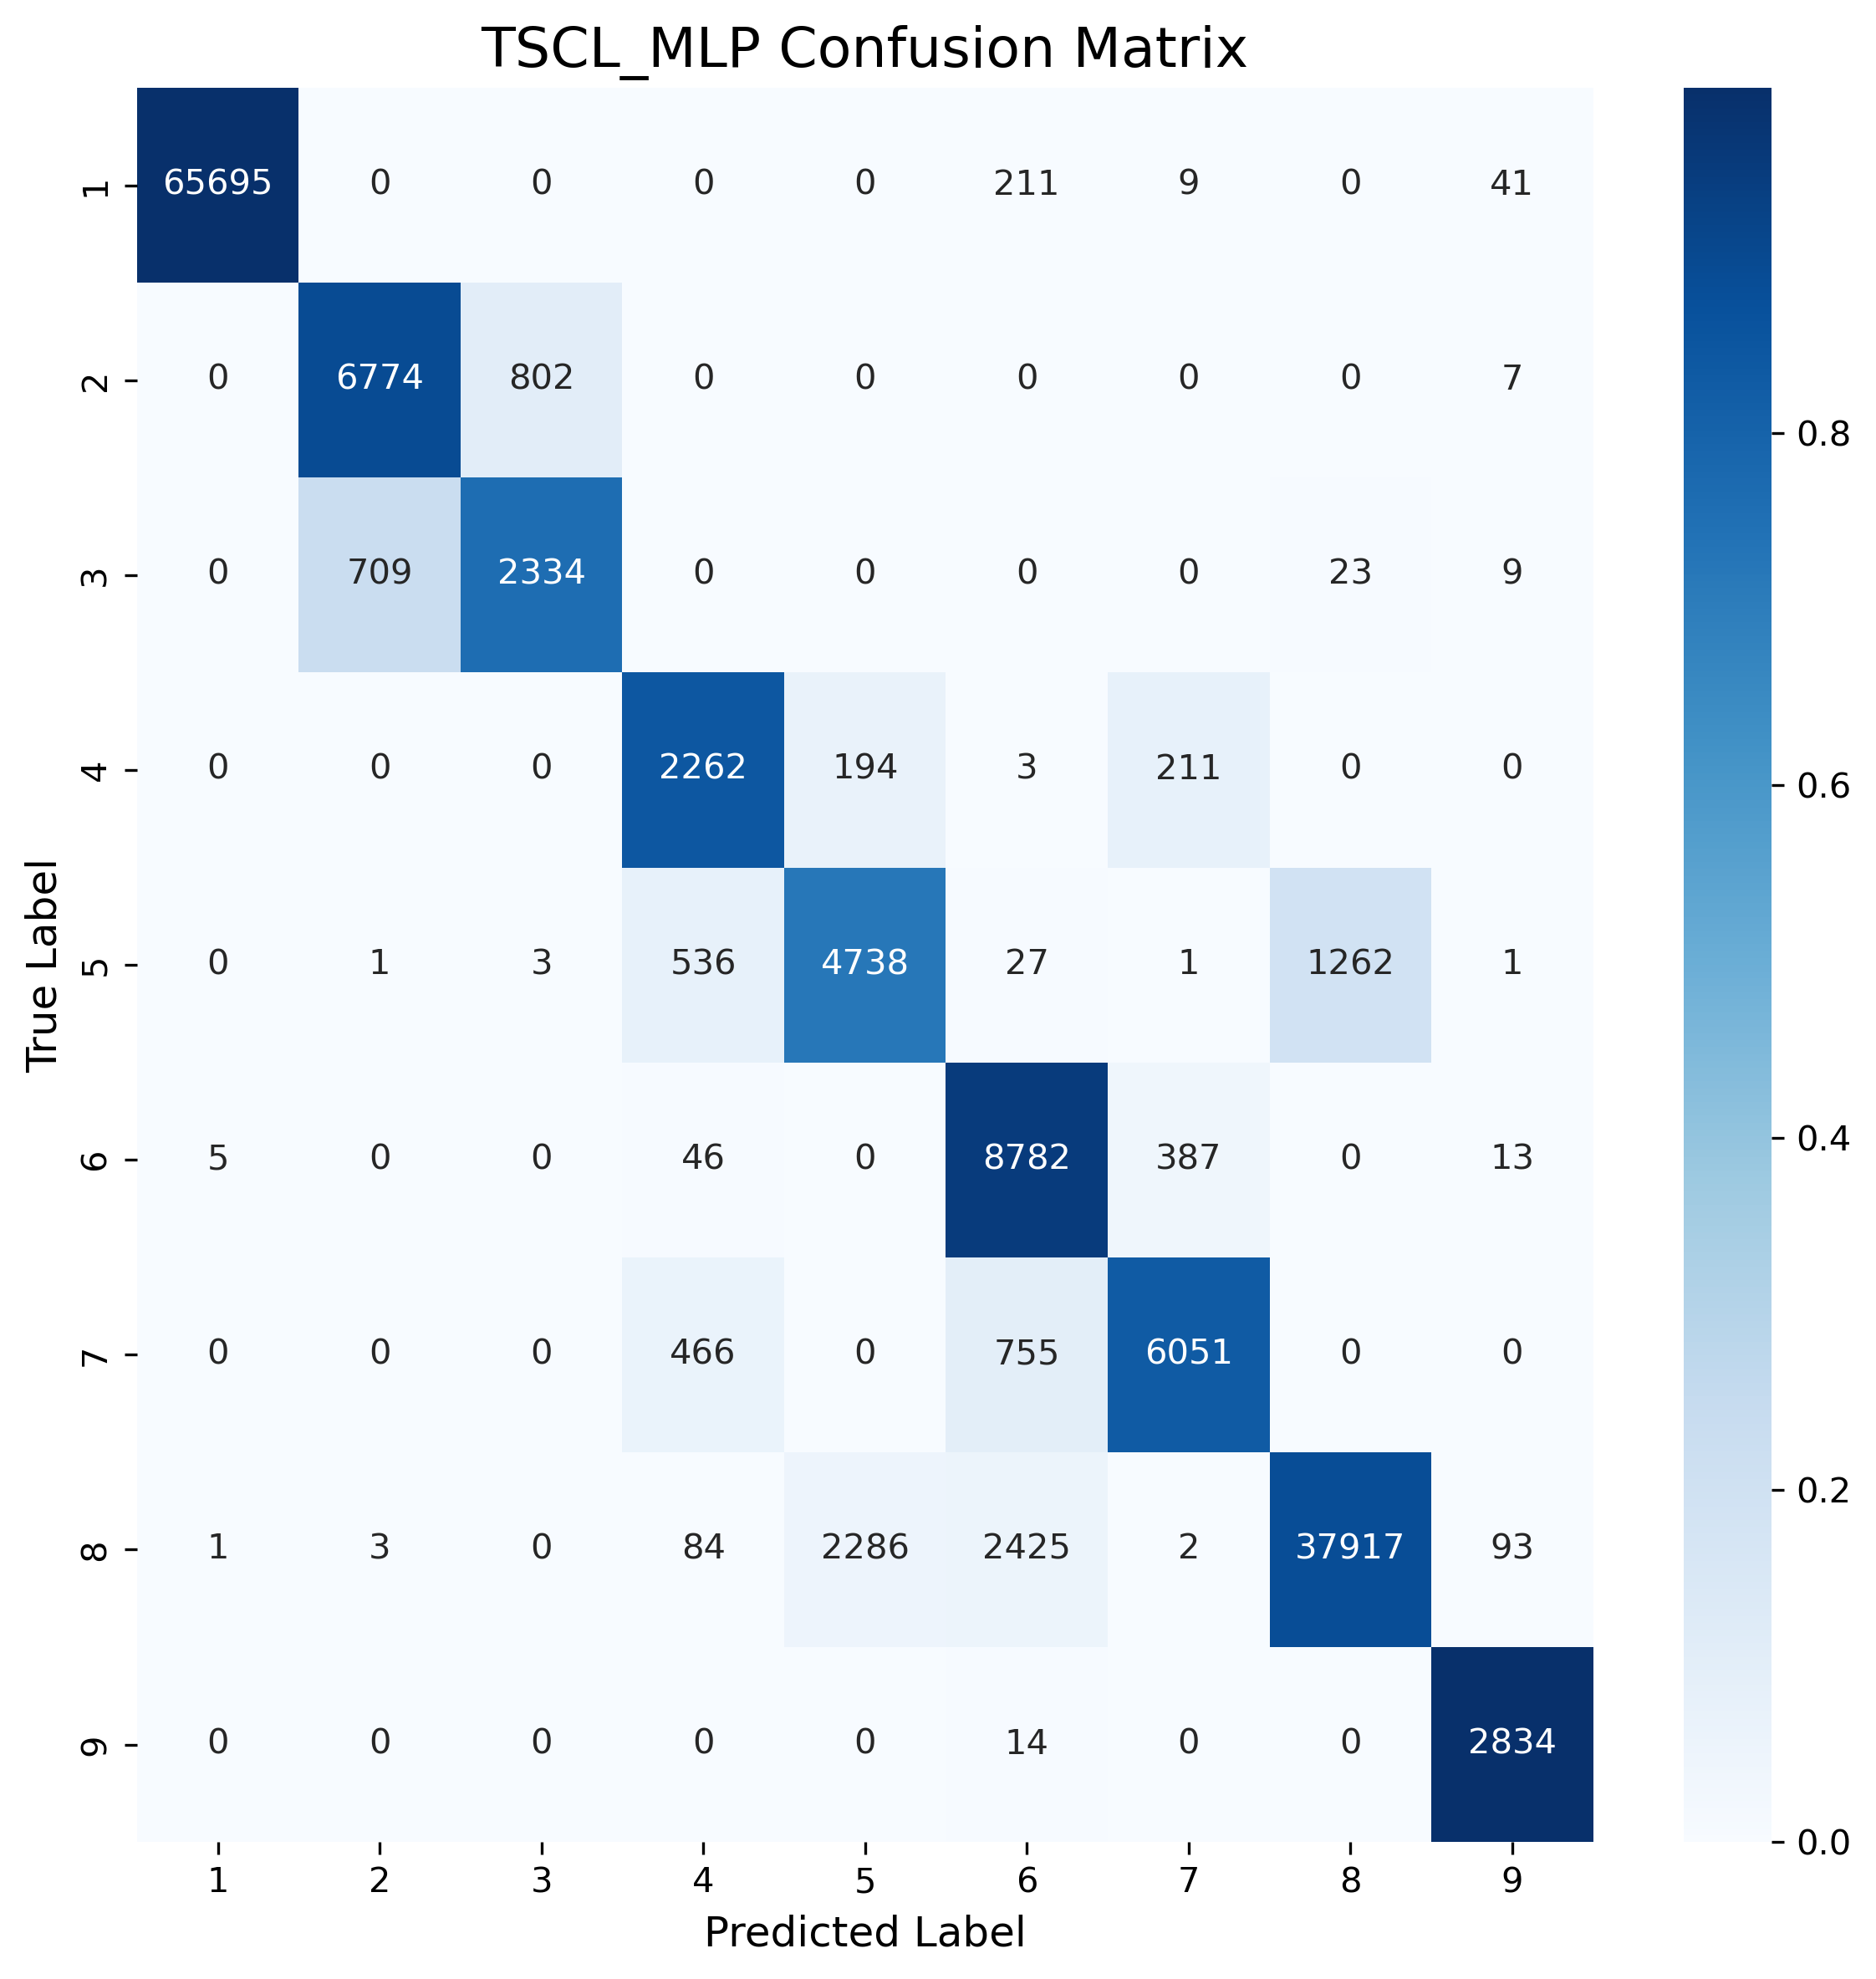 TSCL_MLP Confusion Matrix
1 65695 0 0 0 0 211 9 0 41
2 0 6774 802 0 0 0 0 0 7
0.8
3 0 709 2334 0 0 0 0 23 9
4 0 0 0 2262 194 3 211 0 0
0.6
True Label
5 0 1 3 536 4738 27 1 1262 1
6 5 0 0 46 0 8782 387 0 13
0.4
7 0 0 0 466 0 755 6051 0 0
0.2
8 1 3 0 84 2286 2425 2 37917 93
9 0 0 0 0 0 14 0 0 2834
0.0
1 2 3 4 5 6 7 8 9
Predicted Label